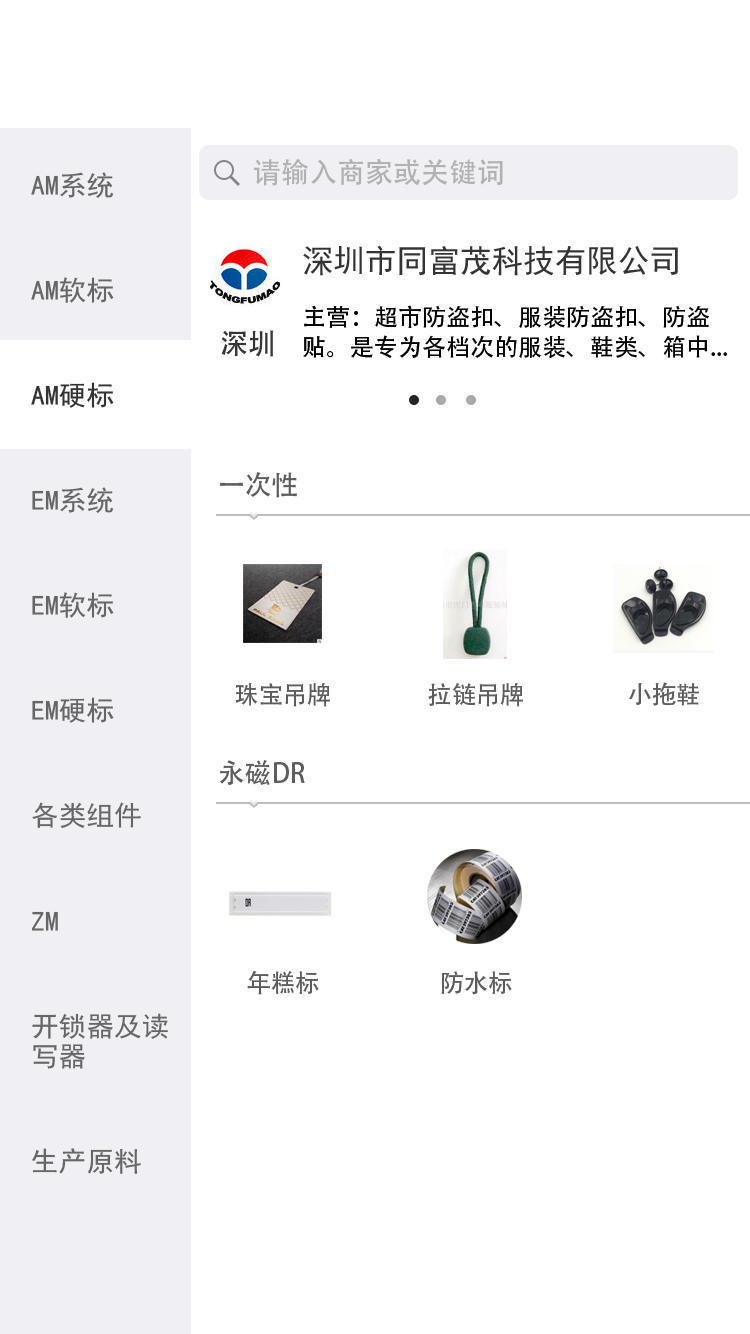 请输入商家或关键词
AM系统
AM软标
AM硬标
EM系统
EM软标
EM硬标
各类组件
ZM
开锁器及读
写器
生产原料
TONGFUMAO
深圳
深圳市同富茂科技有限公司
主营：超市防盗扣、服装防盗扣、防盗
贴。是专为各档次的服装、鞋类、箱中...
一次性
珠宝吊牌
拉链吊牌
小拖鞋
永磁DR
DR
年糕标
防水标